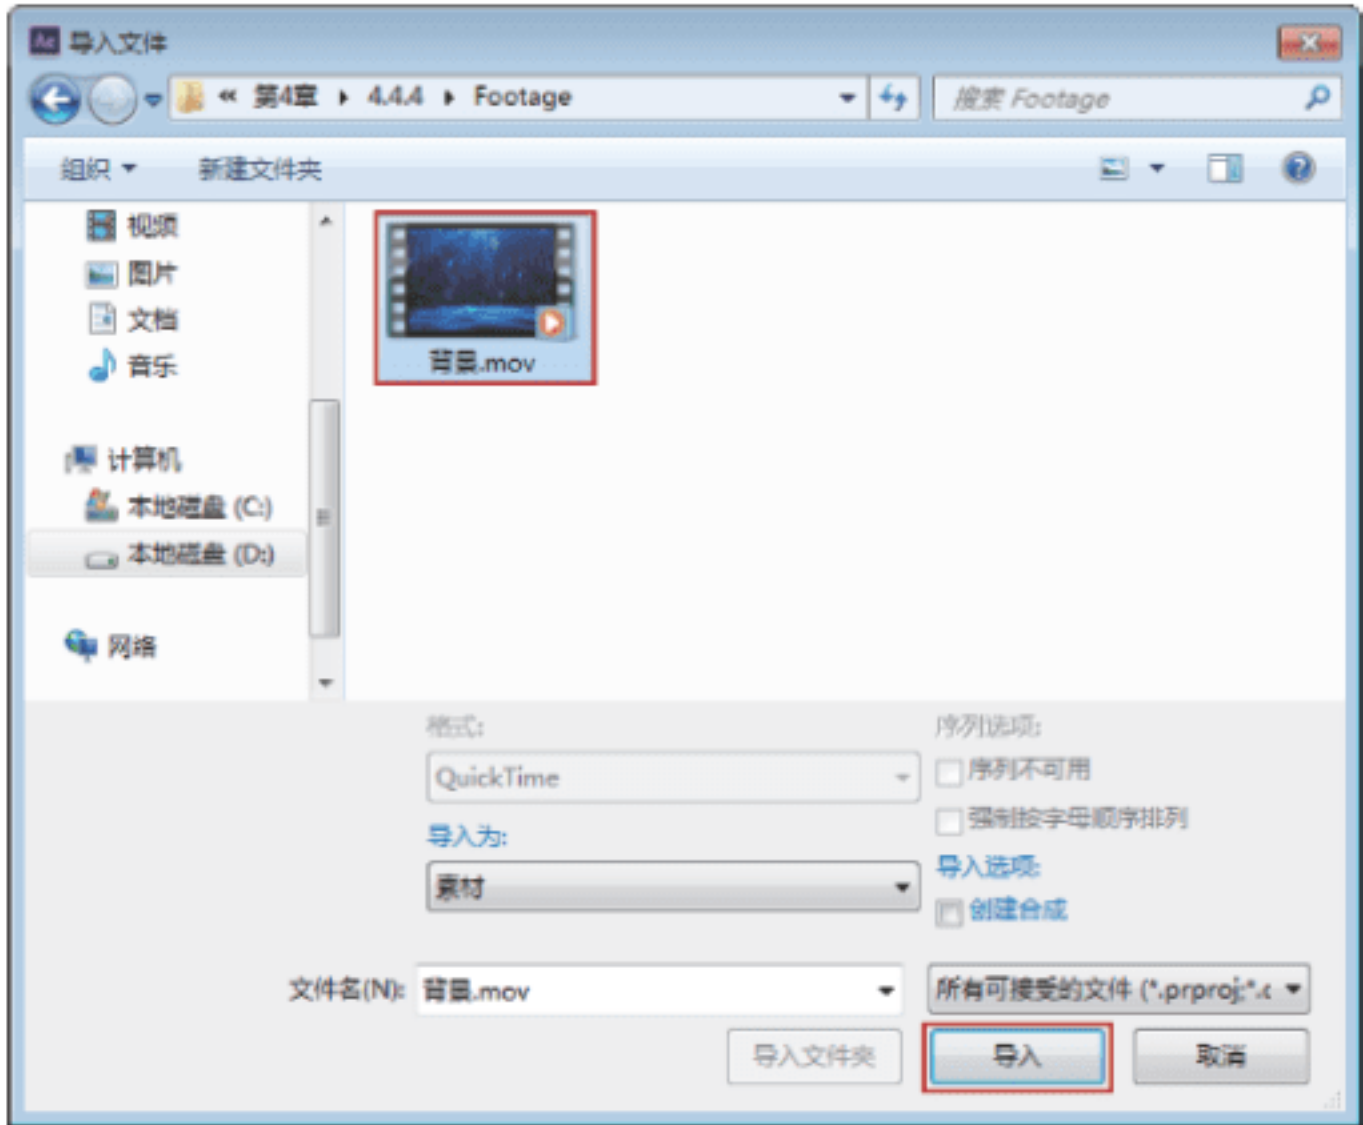 Ae 导入文件
« 第4章 ▸ 4.4.4 ▸ Footage
搜索 Footage
组织
新建文件夹
视频
图片
文档
音乐
计算机
本地磁盘 (C:)
本地磁盘 (D:)
网络
背景.mov
格式:
QuickTime
导入为:
素材
序列选项:
序列不可用
强制按字母顺序排列
导入选项:
创建合成
文件名(N):
背景.mov
所有可接受的文件 (*.prproj;*.c
导入文件夹
导入
取消